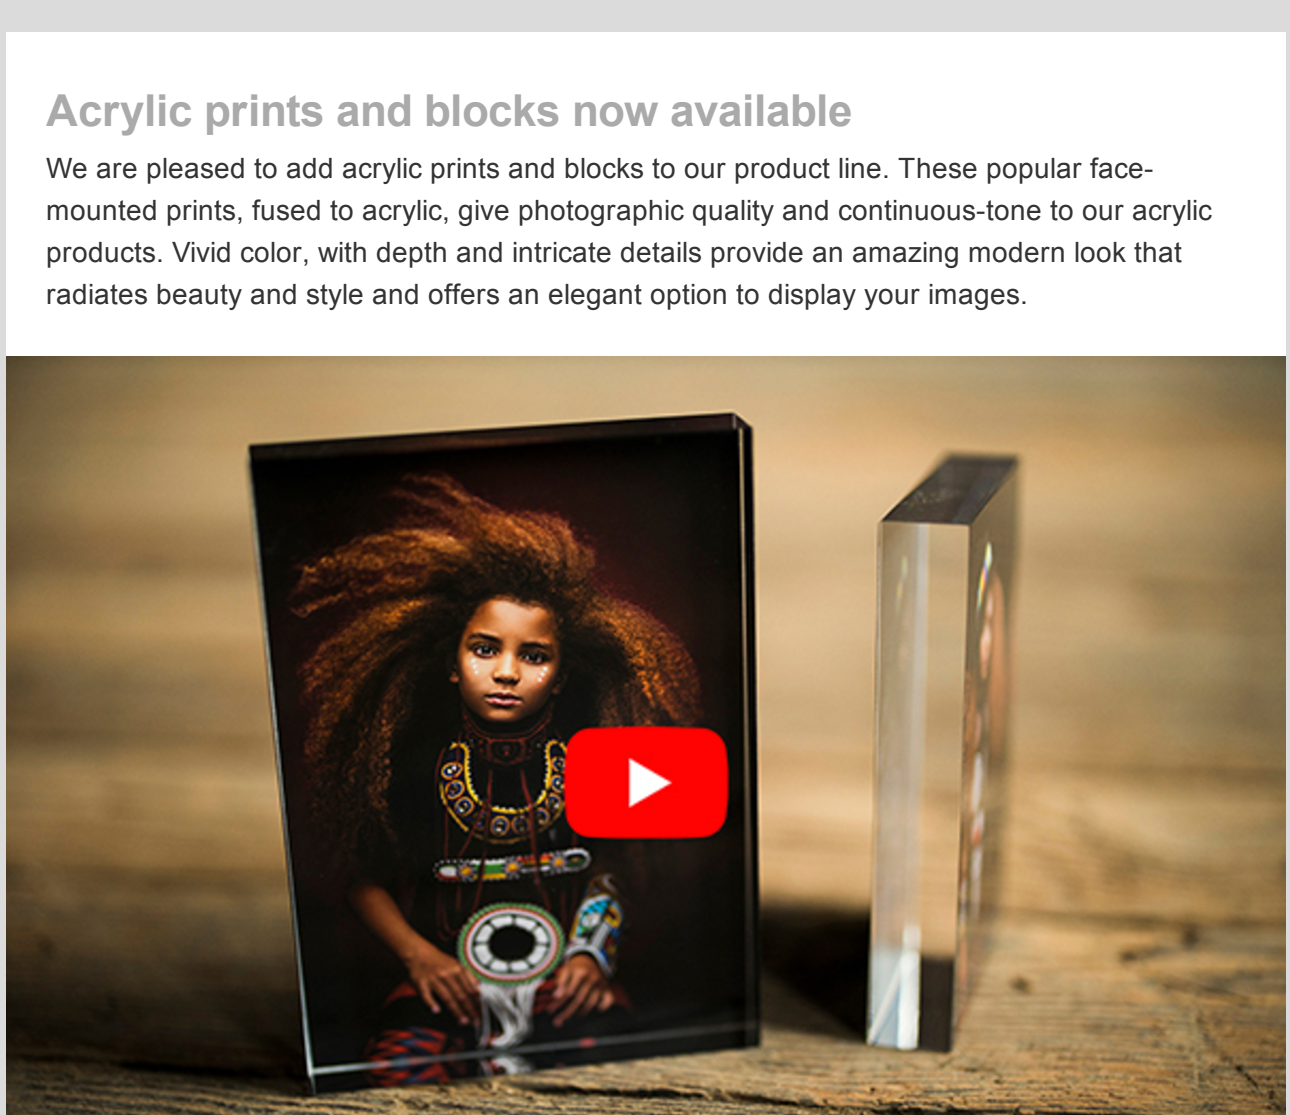 Acrylic prints and blocks now available
We are pleased to add acrylic prints and blocks to our product line. These popular face-
mounted prints, fused to acrylic, give photographic quality and continuous-tone to our acrylic
products. Vivid color, with depth and intricate details provide an amazing modern look that
radiates beauty and style and offers an elegant option to display your images.